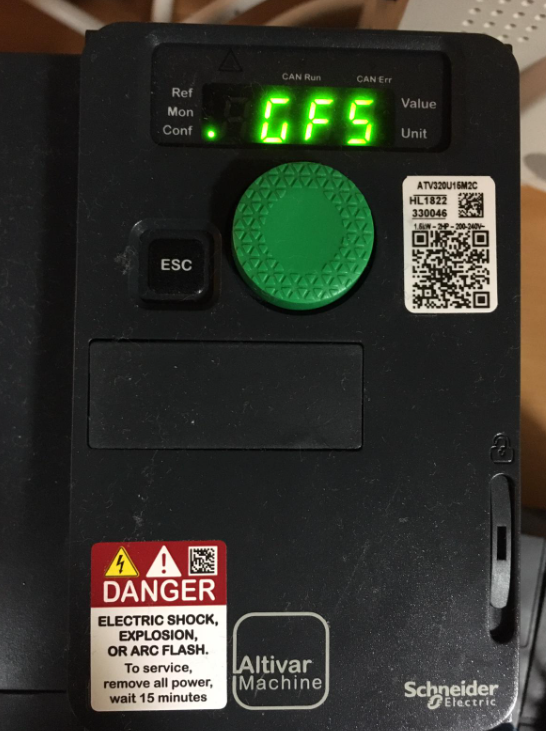 CAN Run
CAN Err
Ref
Mon
Conf
GFS
Value
Unit
ATV320U15M2C
HL1822
330046
1.5kW - 2HP - 200-240V~
ESC
DANGER
ELECTRIC SHOCK,
EXPLOSION,
OR ARC FLASH.
To service,
remove all power,
wait 15 minutes
Altivar
Machine
Schneider
Electric